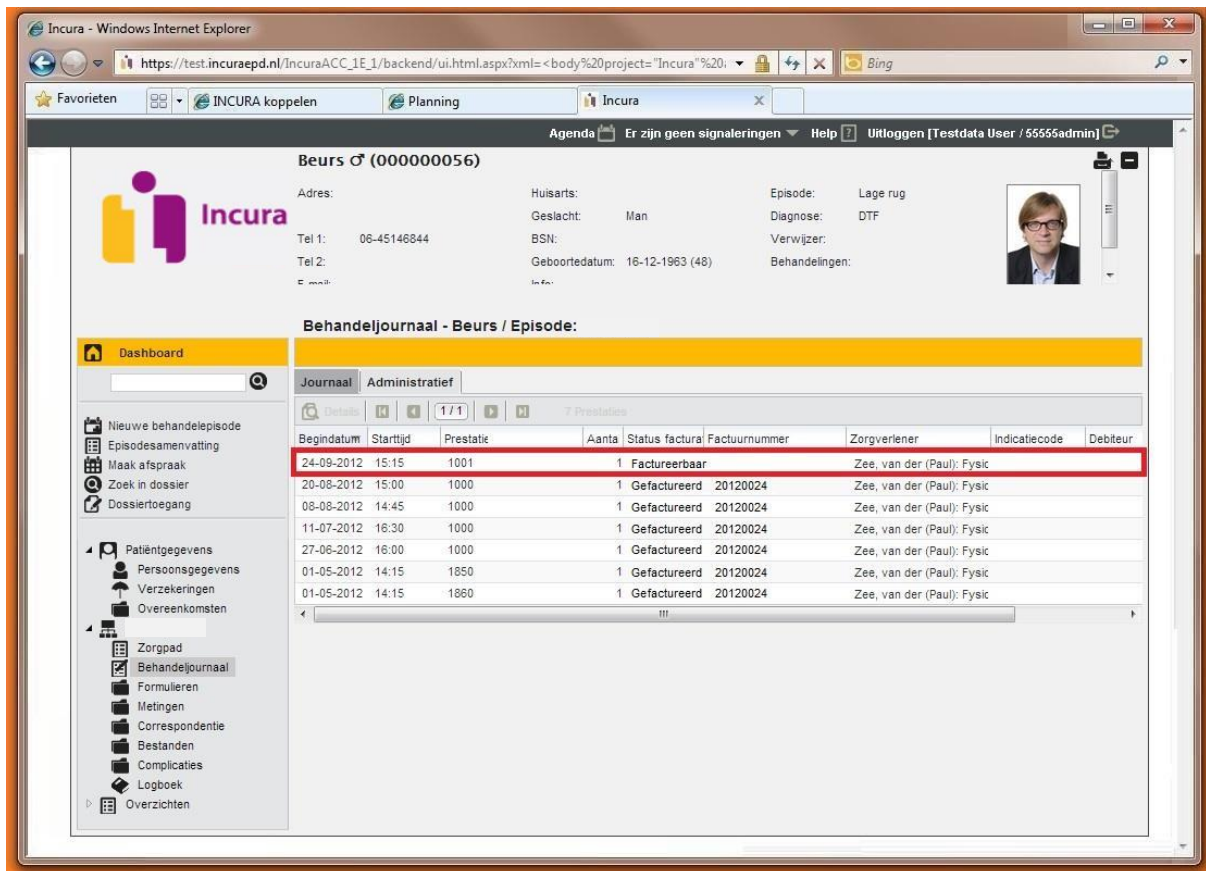 Incura - Windows Internet Explorer
https://test.incuraepd.nl/IncuraACC_1E_1/backend/ui.html.aspx?xml=<body%20project="Incura"%20 Bing
Favorieten INCURA koppelen Planning Incura X
Agenda Er zijn geen signaleringen Help ? Uitloggen [Testdata User / 55555admin]
Incura
Beurs ♂ (000000056)
Adres: Huisarts: Episode: Lage rug
Geslacht: Man Diagnose: DTF
Tel 1: 06-45146844 BSN: Verwijzer:
Tel 2: Geboortedatum: 16-12-1963 (48) Behandelingen:
E-mail: Info:
Behandeljournaal - Beurs / Episode:
Dashboard
Journaal Administratief
Details 1/1 7 Prestaties
Begindatum Starttijd Prestatie Aanta Status factura Factuurnummer Zorgverlener Indicatiecode Debiteur
24-09-2012 15:15 1001 1 Factureerbaar Zee, van der (Paul): Fysic
20-08-2012 15:00 1000 1 Gefactureerd 20120024 Zee, van der (Paul): Fysic
08-08-2012 14:45 1000 1 Gefactureerd 20120024 Zee, van der (Paul): Fysic
11-07-2012 16:30 1000 1 Gefactureerd 20120024 Zee, van der (Paul): Fysic
27-06-2012 16:00 1000 1 Gefactureerd 20120024 Zee, van der (Paul): Fysic
01-05-2012 14:15 1850 1 Gefactureerd 20120024 Zee, van der (Paul): Fysic
01-05-2012 14:15 1860 1 Gefactureerd 20120024 Zee, van der (Paul): Fysic
Nieuwe behandelepisode
Episodesamenvatting
Maak afspraak
Zoek in dossier
Dossiertoegang
Patiëntgegevens
Persoonsgegevens
Verzekeringen
Overeenkomsten
Zorgpad
Behandeljournaal
Formulieren
Metingen
Correspondentie
Bestanden
Complicaties
Logboek
Overzichten